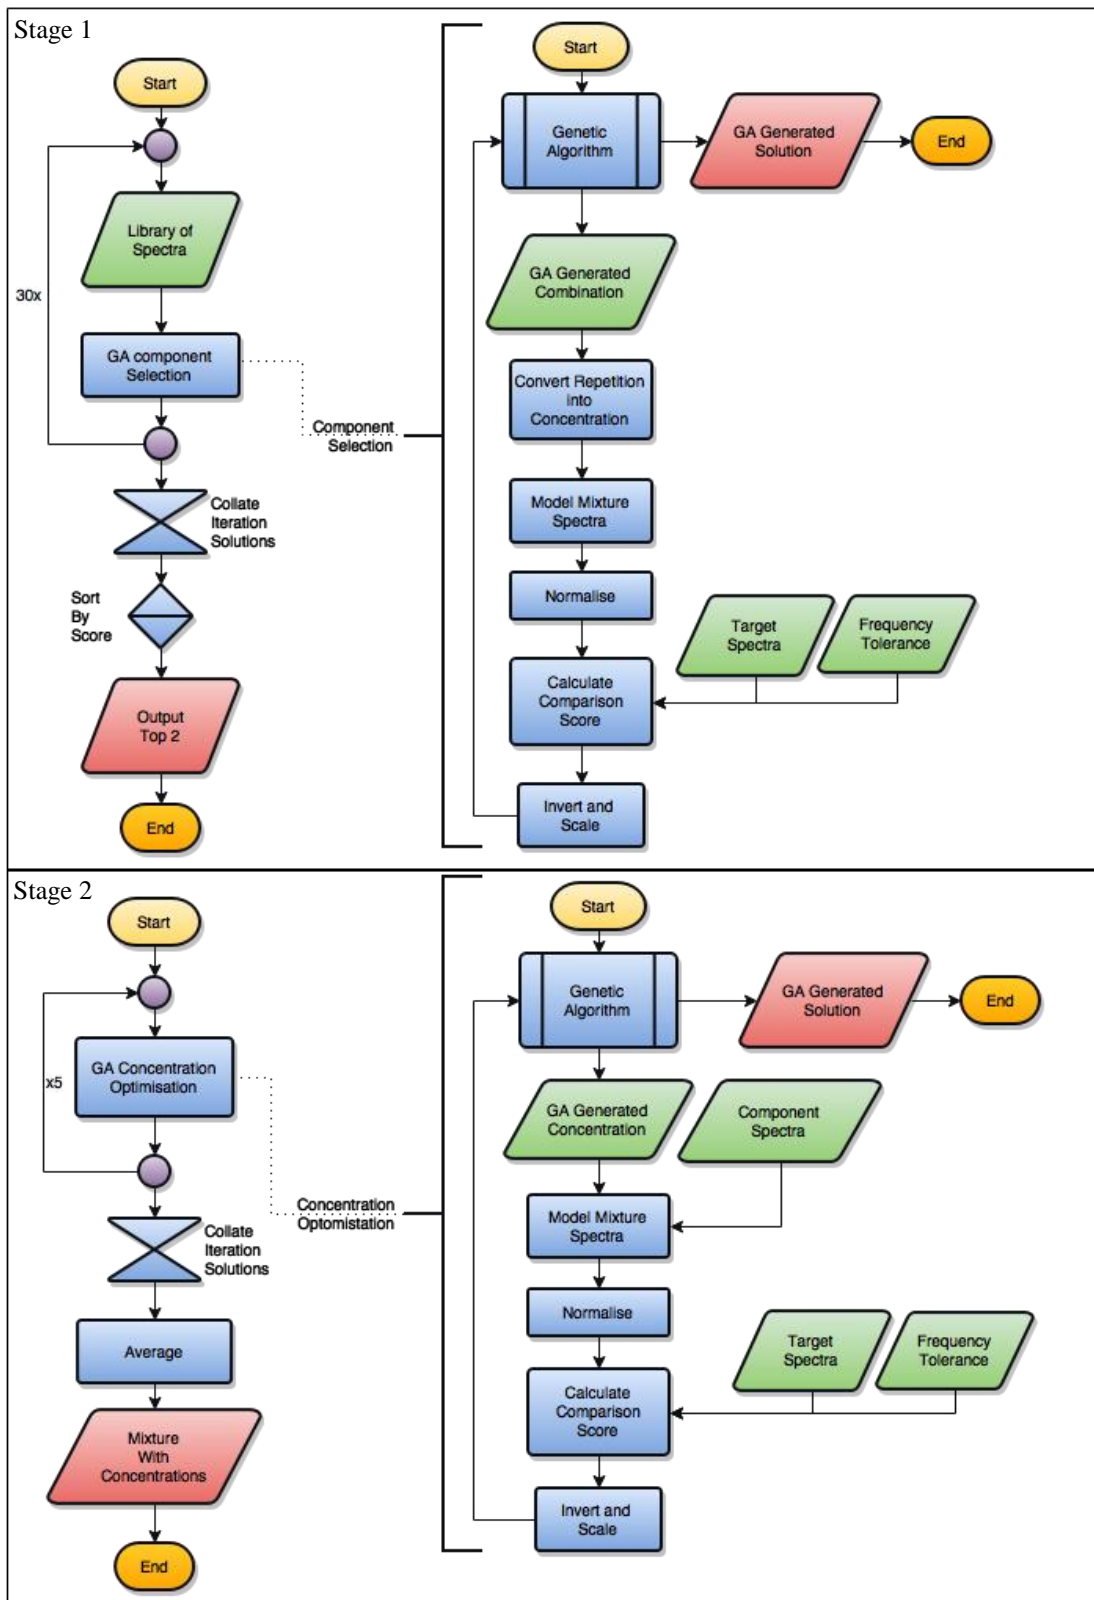 Stage 1
Start
Library of
Spectra
30x
GA component
Selection
Collate
Iteration
Solutions
Sort
By
Score
Output
Top 2
End
Component
Selection
Start
Genetic
Algorithm
GA Generated
Solution
End
GA Generated
Combination
Convert Repetition
into
Concentration
Model Mixture
Spectra
Normalise
Target
Spectra
Frequency
Tolerance
Calculate
Comparison
Score
Invert and
Scale
Stage 2
Start
GA Concentration
Optimisation
x5
Collate
Iteration
Solutions
Average
Mixture
With
Concentrations
End
Concentration
Optomistation
Start
Genetic
Algorithm
GA Generated
Solution
End
GA Generated
Concentration
Component
Spectra
Model Mixture
Spectra
Normalise
Target
Spectra
Frequency
Tolerance
Calculate
Comparison
Score
Invert and
Scale